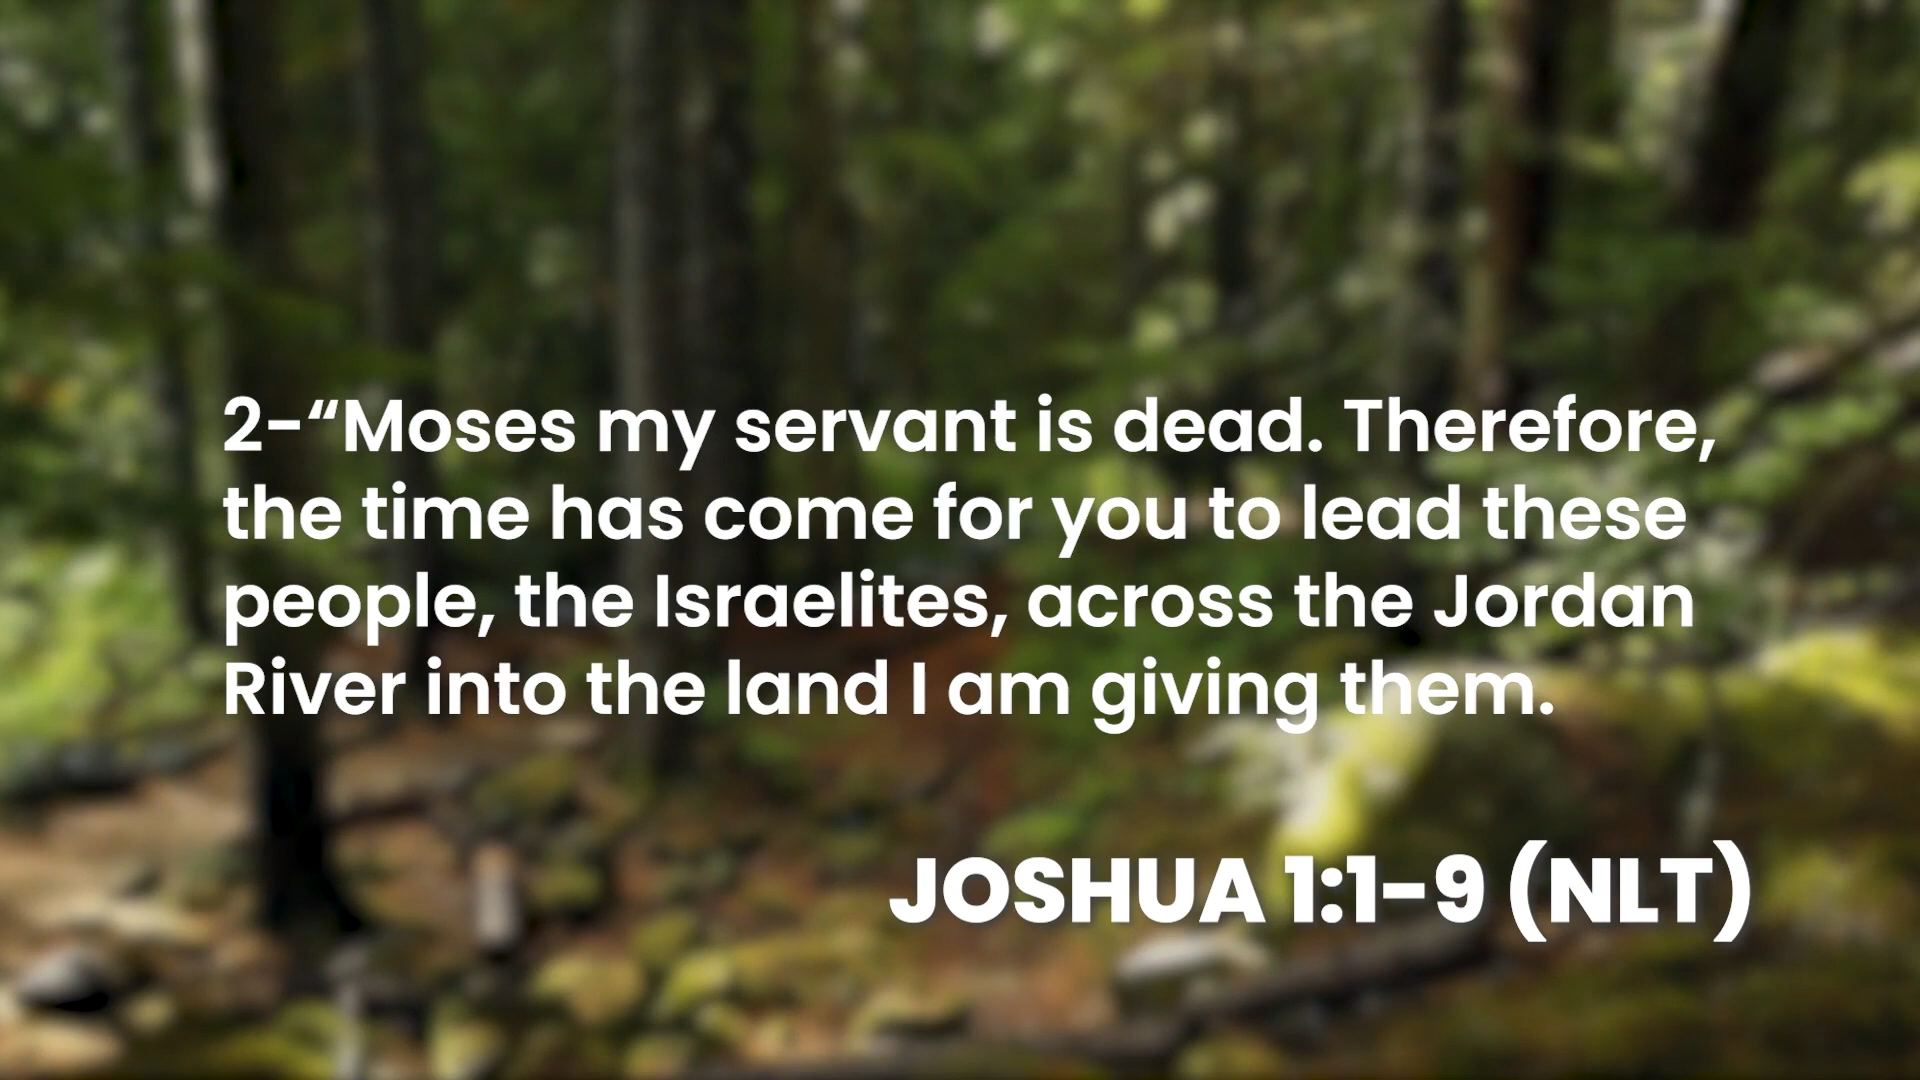 2-“Moses my servant is dead. Therefore,
the time has come for you to lead these
people, the Israelites, across the Jordan
River into the land I am giving them.
JOSHUA 1:1-9 (NLT)